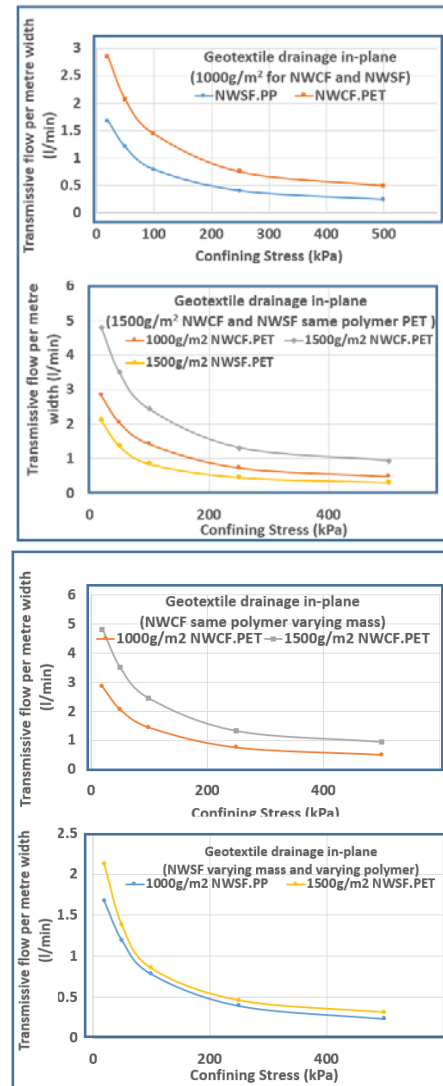 Geotextile drainage in-plane
(1000g/m² for NWCF and NWSF)
NWSF.PP NWCF.PET
Transmissive flow per metre width
(l/min)
3
2.5
2
1.5
1
0.5
0
0 100 200 300 400 500
Confining Stress (kPa)
Geotextile drainage in-plane
(1500g/m² NWCF and NWSF same polymer PET )
1000g/m2 NWCF.PET 1500g/m2 NWCF.PET
1500g/m2 NWSF.PET
Transmissive flow per metre
width (l/min)
6
5
4
3
2
1
0
0 200 400
Confining Stress (kPa)
Geotextile drainage in-plane
(NWCF same polymer varying mass)
1000g/m2 NWCF.PET 1500g/m2 NWCF.PET
Transmissive flow per metre width
(l/min)
6
5
4
3
2
1
0
0 200 400
Confining Stress (kPa)
Geotextile drainage in-plane
(NWSF varying mass and varying polymer)
1000g/m2 NWSF.PP 1500g/m2 NWSF.PET
Transmissive flow per metre width
(l/min)
2.5
2
1.5
1
0.5
0
0 200 400
Confining Stress (kPa)